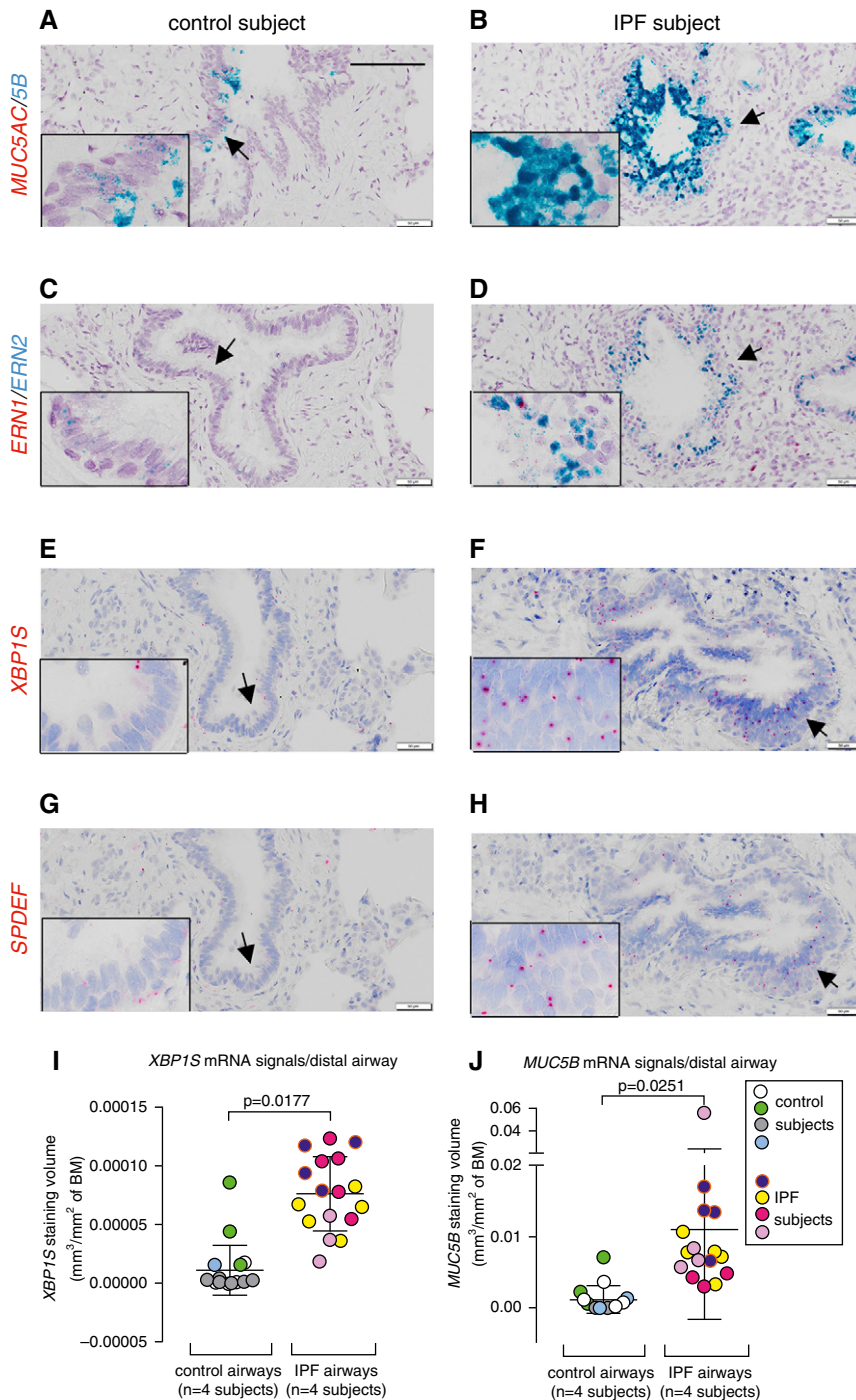 A
control subject
B
IPF subject
MUC5AC/5B
C
D
ERN1/ERN2
E
F
XBP1S
G
H
SPDEF
I
XBP1S mRNA signals/distal airway
p=0.0177
XBP1S staining volume
(mm³/mm² of BM)
0.00015
0.00010
0.00005
0.00000
−0.00005
control airways
(n=4 subjects)
IPF airways
(n=4 subjects)
J
MUC5B mRNA signals/distal airway
p=0.0251
MUC5B staining volume
(mm³/mm² of BM)
0.06
0.04
0.02
0.01
0.00
control airways
(n=4 subjects)
IPF airways
(n=4 subjects)
control
subjects
IPF
subjects